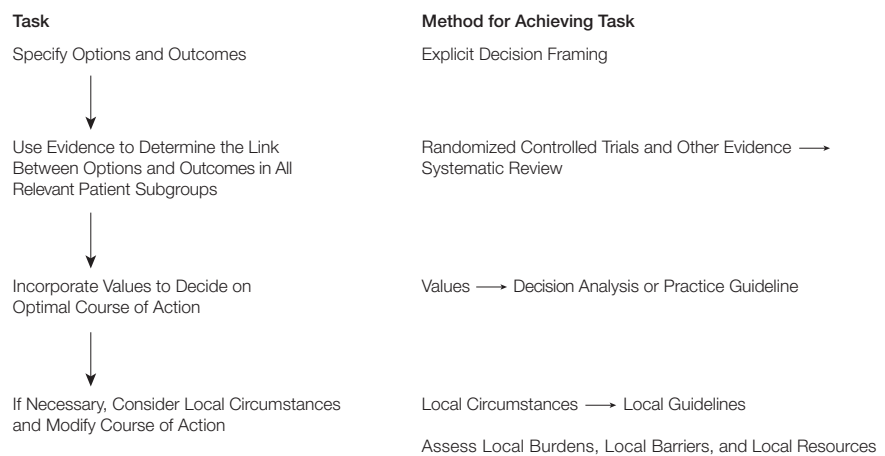 Task
Method for Achieving Task
Specify Options and Outcomes
Explicit Decision Framing
Use Evidence to Determine the Link
Between Options and Outcomes in All
Relevant Patient Subgroups
Randomized Controlled Trials and Other Evidence →
Systematic Review
Incorporate Values to Decide on
Optimal Course of Action
Values → Decision Analysis or Practice Guideline
If Necessary, Consider Local Circumstances
and Modify Course of Action
Local Circumstances → Local Guidelines
Assess Local Burdens, Local Barriers, and Local Resources